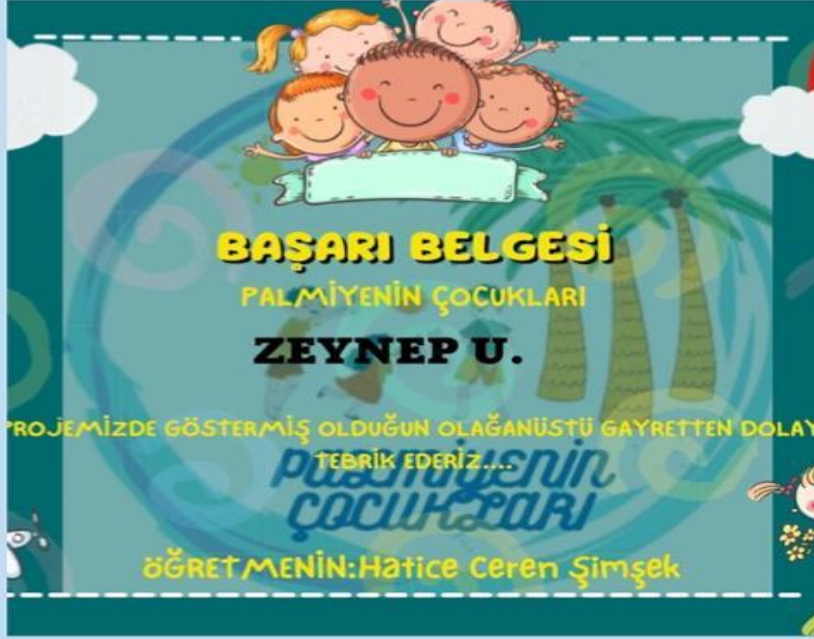 BAŞARI BELGESİ
PALMİYENİN ÇOCUKLARI
ZEYNEP U.
PROJEMİZDE GÖSTERMİŞ OLDUĞUN OLAĞANÜSTÜ GAYRETTEN DOLAY
TEBRİK EDERİZ....
PALMİYENİN
ÇOCUKLARI
ÖĞRETMENİN:Hatice Ceren Şimşek